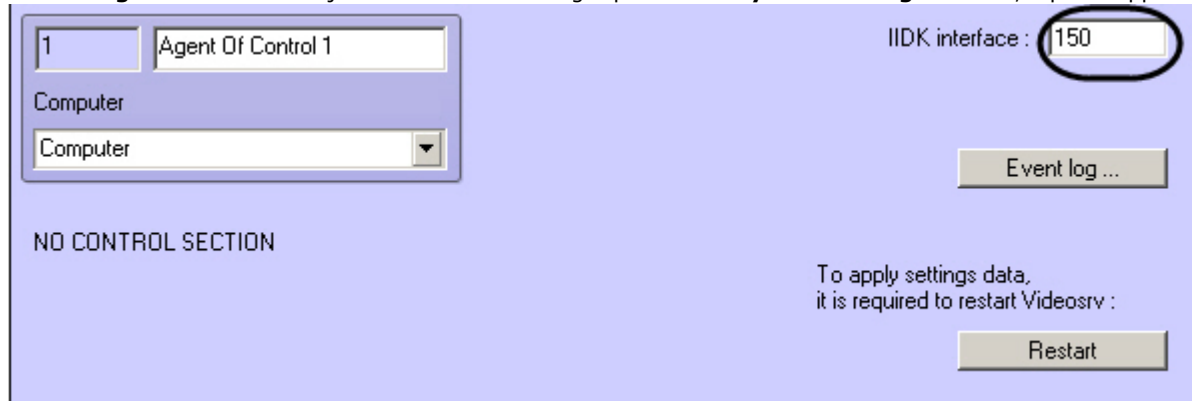 1
Agent Of Control 1
IIDK interface : 150
Computer
Computer
Event log ...
NO CONTROL SECTION
To apply settings data,
it is required to restart Videosrv :
Restart